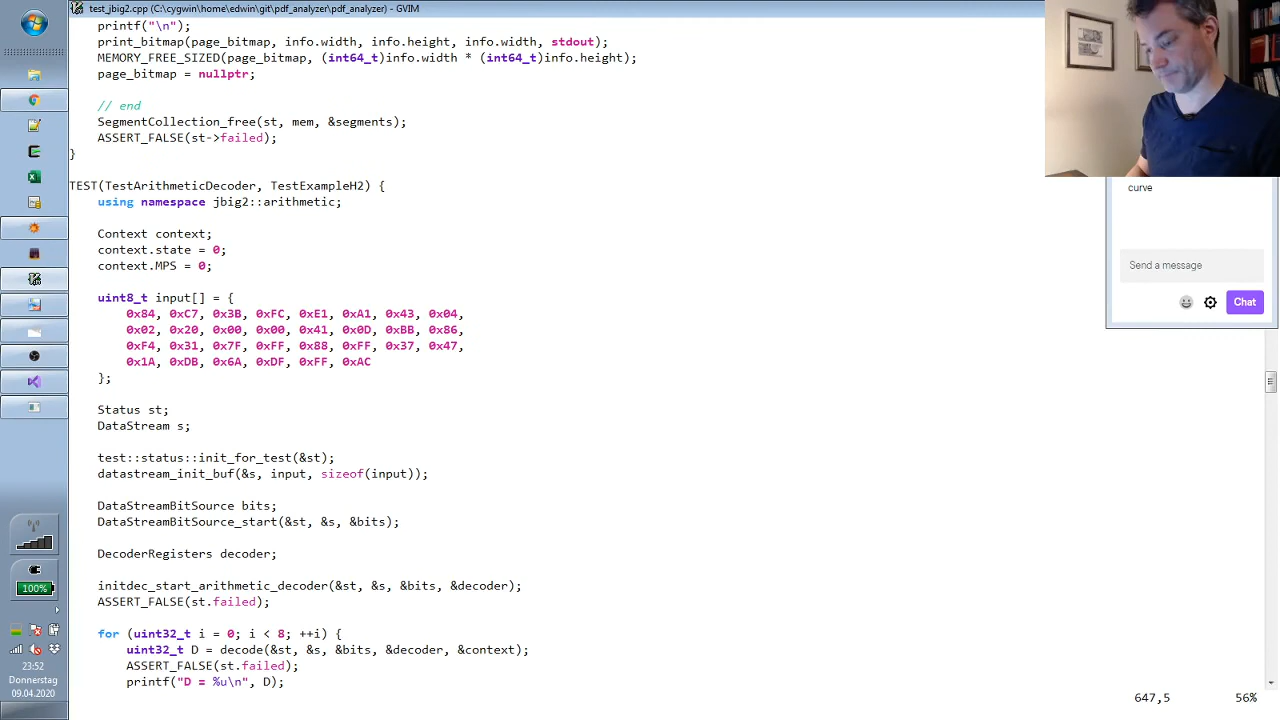 test_jbig2.cpp (C:\cygwin\home\edwin\git\pdf_analyzer\pdf_analyzer) - GVIM
printf("\n");
print_bitmap(page_bitmap, info.width, info.height, info.width, stdout);
MEMORY_FREE_SIZED(page_bitmap, (int64_t)info.width * (int64_t)info.height);
page_bitmap = nullptr;
// end
SegmentCollection_free(st, mem, &segments);
ASSERT_FALSE(st->failed);
}
TEST(TestArithmeticDecoder, TestExampleH2) {
using namespace jbig2::arithmetic;
Context context;
context.state = 0;
context.MPS = 0;
uint8_t input[] = {
0x84, 0xC7, 0x3B, 0xFC, 0xE1, 0xA1, 0x43, 0x04,
0x02, 0x20, 0x00, 0x00, 0x41, 0x0D, 0xBB, 0x86,
0xF4, 0x31, 0x7F, 0xFF, 0x88, 0xFF, 0x37, 0x47,
0x1A, 0xDB, 0x6A, 0xDF, 0xFF, 0xAC
};
Status st;
DataStream s;
test::status::init_for_test(&st);
datastream_init_buf(&s, input, sizeof(input));
DataStreamBitSource bits;
DataStreamBitSource_start(&st, &s, &bits);
DecoderRegisters decoder;
initdec_start_arithmetic_decoder(&st, &s, &bits, &decoder);
ASSERT_FALSE(st.failed);
for (uint32_t i = 0; i < 8; ++i) {
uint32_t D = decode(&st, &s, &bits, &decoder, &context);
ASSERT_FALSE(st.failed);
printf("D = %u\n", D);
647,5 56%
curve
Send a message
Chat
100%
23:52
Donnerstag
09.04.2020